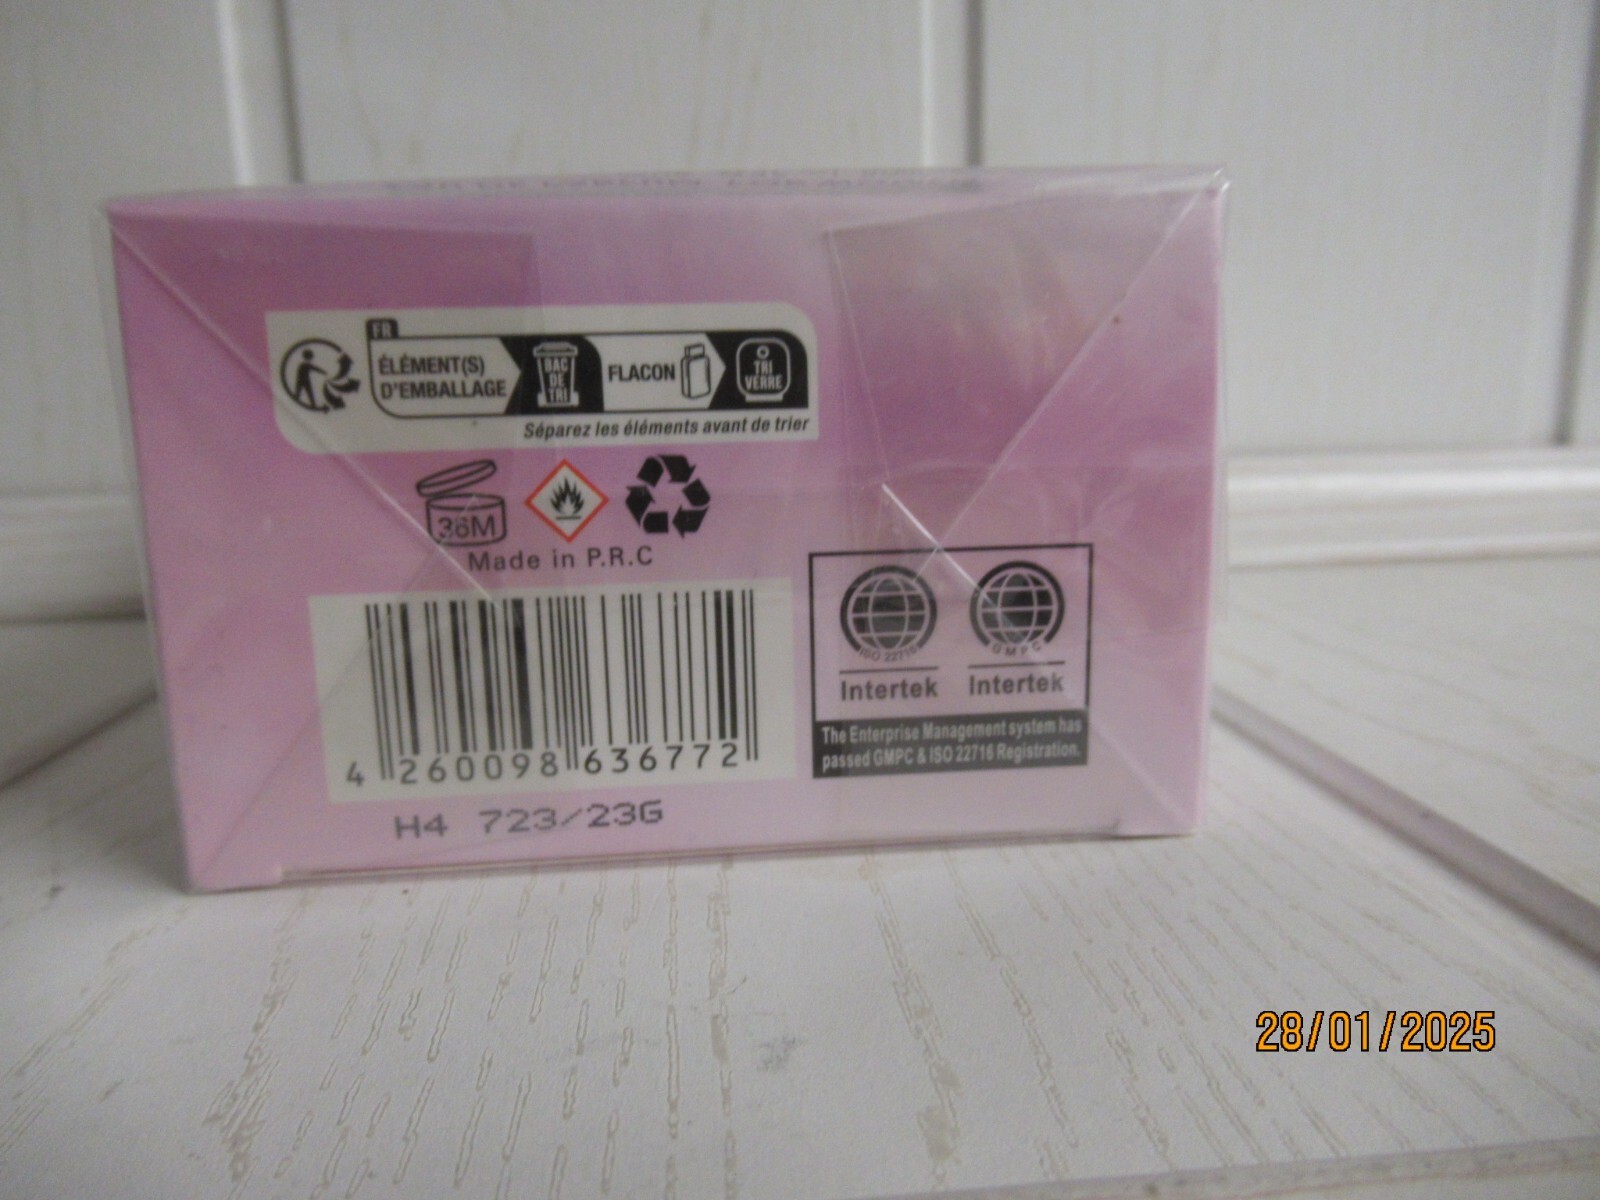 FR
ÉLÉMENT(S)
D'EMBALLAGE
BAC
DE
TRI
FLACON
TRI
VERRE
Séparez les éléments avant de trier
36M
Made in P.R.C
4 260098 636772
H4 723/23G
ISO 22716
GMPC
Intertek
Intertek
The Enterprise Management system has
passed GMPC & ISO 22716 Registration.
28/01/2025